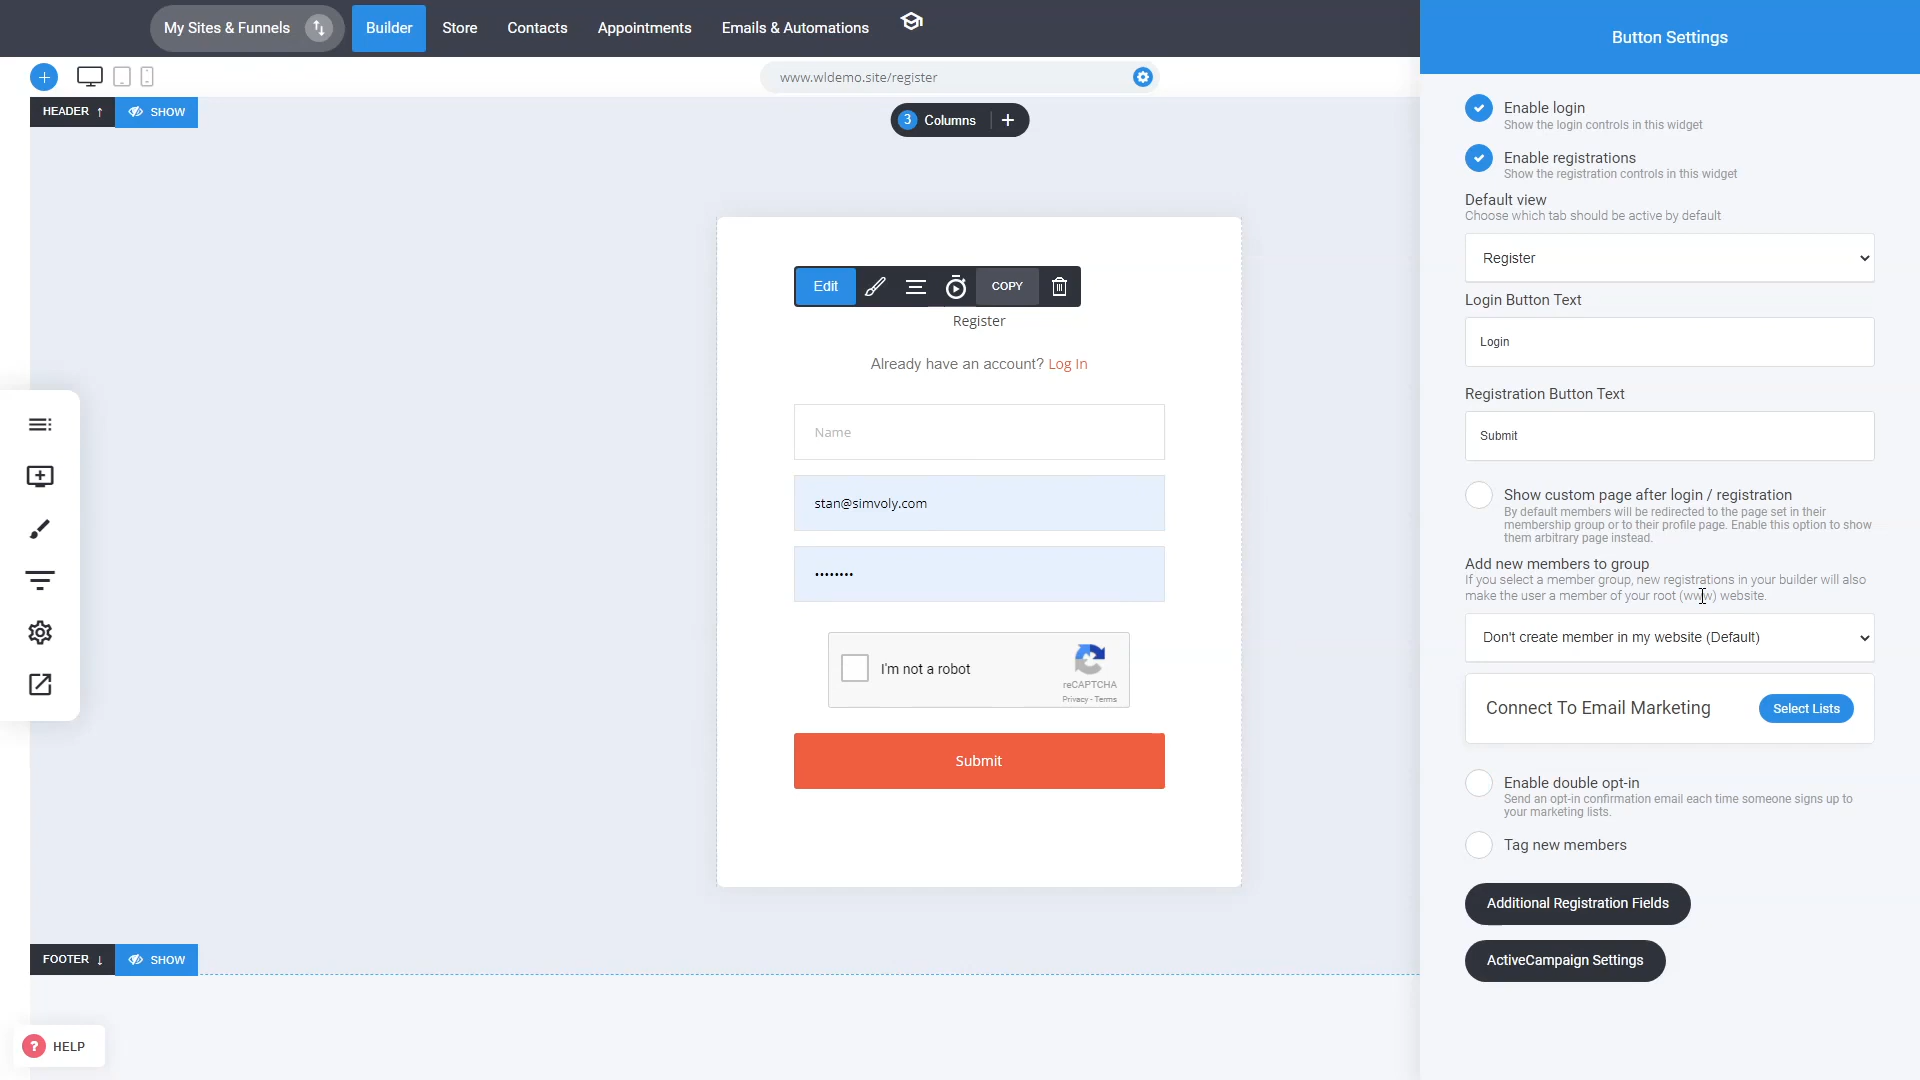 My Sites & Funnels
Builder
Store
Contacts
Appointments
Emails & Automations
Button Settings
www.wldemo.site/register
HEADER ↑
SHOW
3 Columns +
Edit
COPY
Register
Already have an account? Log In
Name
stan@simvoly.com
••••••••
I'm not a robot
reCAPTCHA
Privacy - Terms
Submit
FOOTER ↓
SHOW
? HELP
Enable login
Show the login controls in this widget
Enable registrations
Show the registration controls in this widget
Default view
Choose which tab should be active by default
Register
Login Button Text
Login
Registration Button Text
Submit
Show custom page after login / registration
By default members will be redirected to the page set in their
membership group or to their profile page. Enable this option to show
them arbitrary page instead.
Add new members to group
If you select a member group, new registrations in your builder will also
make the user a member of your root (www) website.
Don't create member in my website (Default)
Connect To Email Marketing
Select Lists
Enable double opt-in
Send an opt-in confirmation email each time someone signs up to
your marketing lists.
Tag new members
Additional Registration Fields
ActiveCampaign Settings